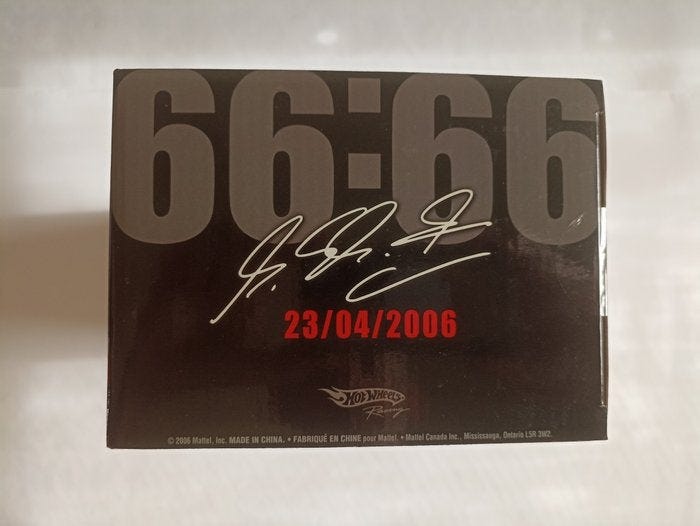 66:66
23/04/2006
Hot Wheels
Racing
© 2006 Mattel, Inc. MADE IN CHINA. • FABRIQUÉ EN CHINE pour Mattel. • Mattel Canada Inc., Mississauga, Ontario L5R 3W2.